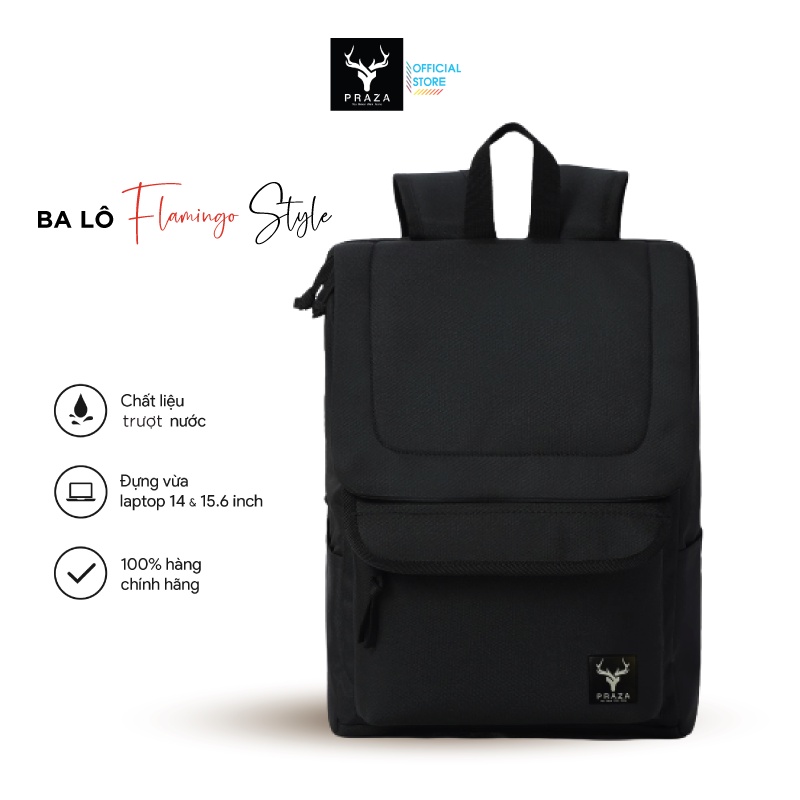 PRAZA
OFFICIAL
STORE
BA LÔ Flamingo Style
Chất liệu
trượt nước
Đựng vừa
laptop 14 & 15.6 inch
100% hàng
chính hãng
PRAZA